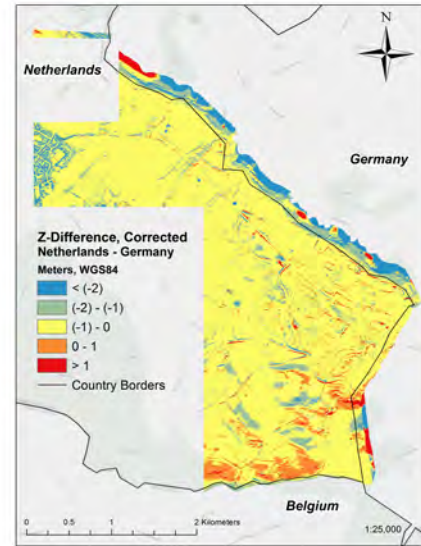 N
Netherlands
Germany
Z-Difference, Corrected
Netherlands - Germany
Meters, WGS84
< (-2)
(-2) - (-1)
(-1) - 0
0 - 1
> 1
Country Borders
Belgium
0 0.5 1 2 Kilometers
1:25,000